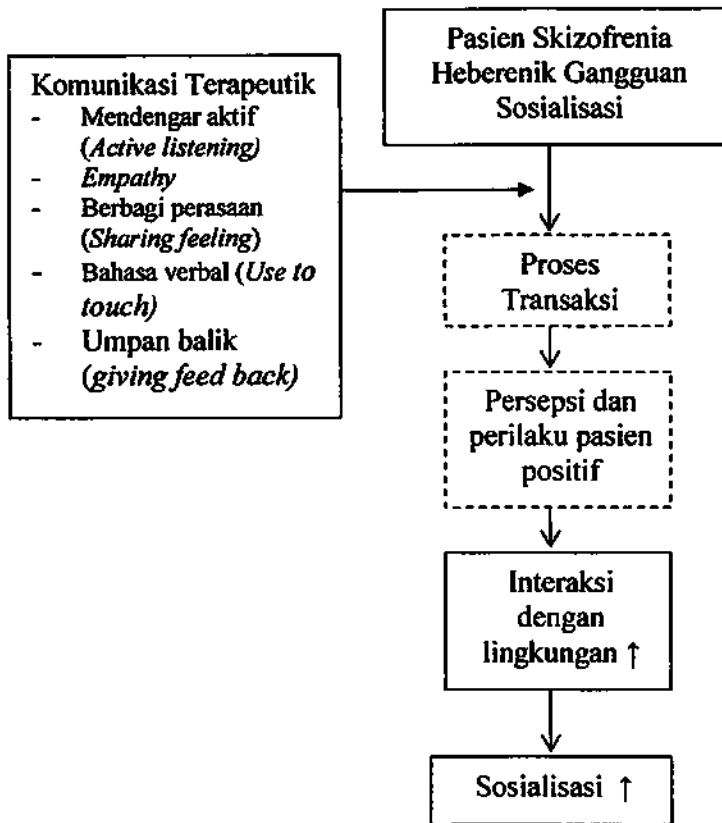 Pasien Skizofrenia
Heberenik Gangguan
Sosialisasi
Komunikasi Terapeutik
- Mendengar aktif
(Active listening)
- Empathy
- Berbagi perasaan
(Sharing feeling)
- Bahasa verbal (Use to
touch)
- Umpan balik
(giving feed back)
Proses
Transaksi
Persepsi dan
perilaku pasien
positif
Interaksi
dengan
lingkungan ↑
Sosialisasi ↑